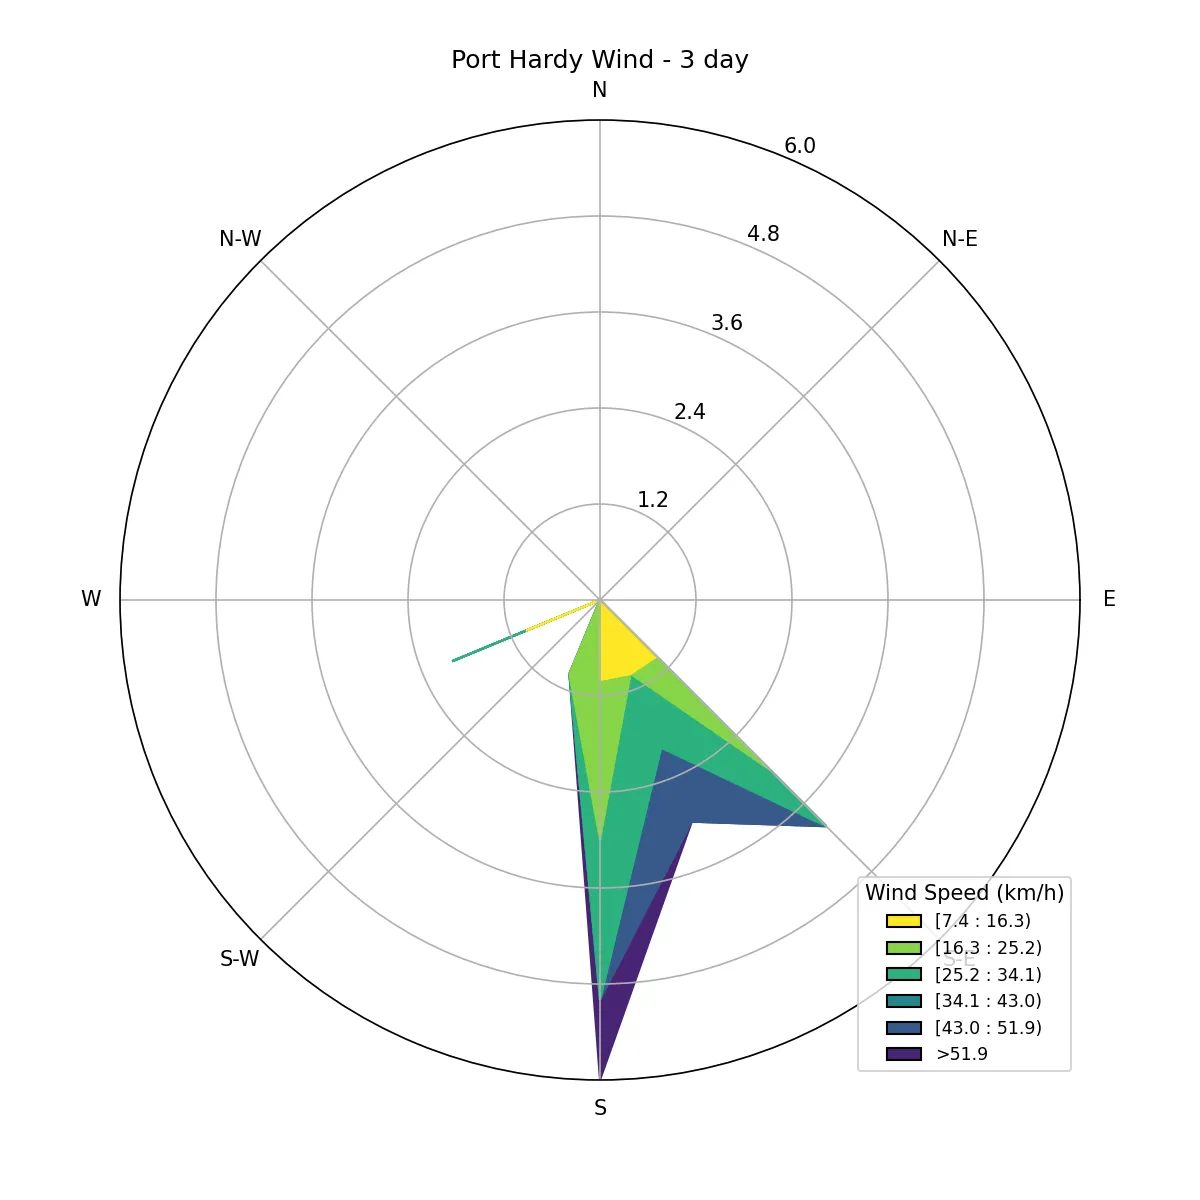 Port Hardy Wind - 3 day
N
6.0
N-W
N-E
4.8
3.6
2.4
1.2
W
E
Wind Speed (km/h)
[7.4 : 16.3)
[16.3 : 25.2)
S-W
S-E
[25.2 : 34.1)
[34.1 : 43.0)
[43.0 : 51.9)
>51.9
S